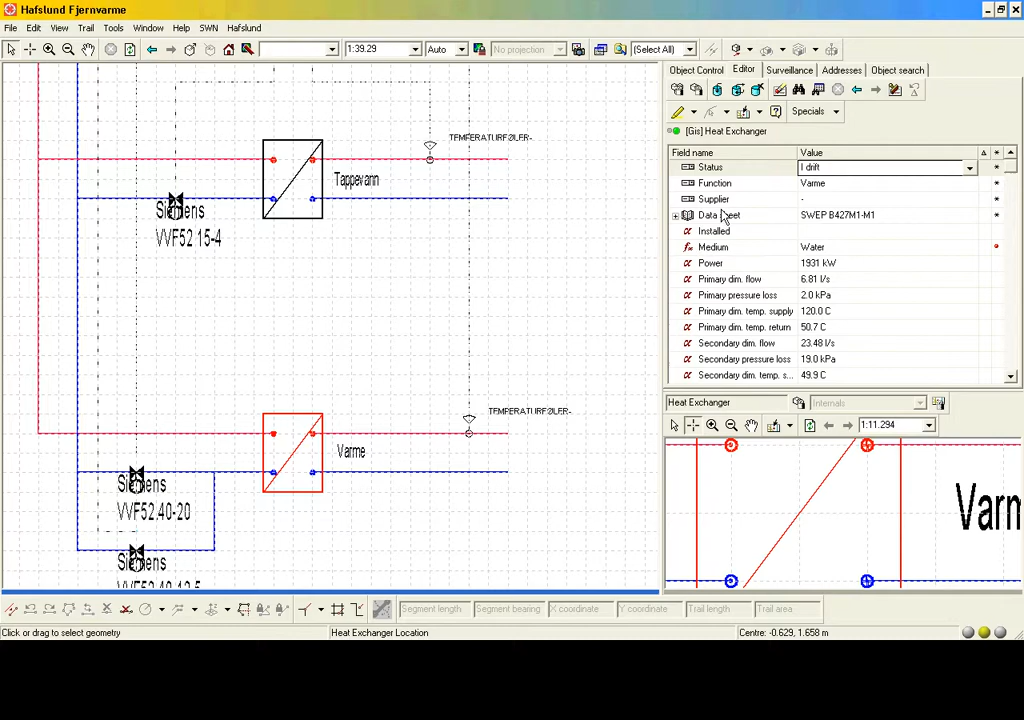 Hafslund Fjernvarme
File Edit View Trail Tools Window Help SWN Hafslund
1:39.29 Auto No projection (Select All)
Object Control Editor Surveillance Addresses Object search
Specials
[Gis] Heat Exchanger
Field name Value
Status I drift
Function Varme
Supplier -
Data Sheet SWEP B427M1-M1
Installed
Medium Water
Power 1931 kW
Primary dim. flow 6.81 l/s
Primary pressure loss 2.0 kPa
Primary dim. temp. supply 120.0 C
Primary dim. temp. return 50.7 C
Secondary dim. flow 23.48 l/s
Secondary pressure loss 19.0 kPa
Secondary dim. temp. s... 49.9 C
Heat Exchanger Internals
1:11.294
Varm
TEMPERATURFØLER-
Tappevann
Siemens
VVF52 15-4
TEMPERATURFØLER-
Varme
Siemens
VVF52.40-20
Siemens
VVF52.40-12.5
Segment length Segment bearing X coordinate Y coordinate Trail length Trail area
Click or drag to select geometry Heat Exchanger Location Centre: -0.629, 1.658 m